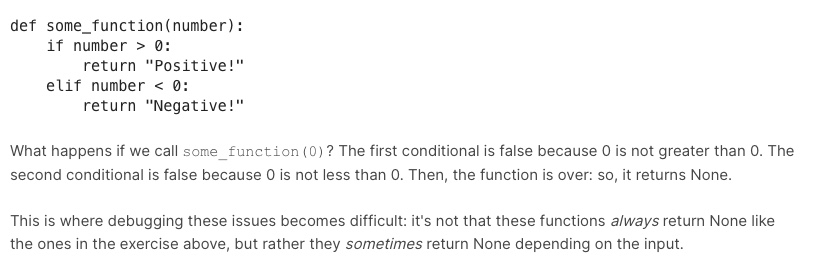 def some_function(number):
    if number > 0:
        return "Positive!"
    elif number < 0:
        return "Negative!"
What happens if we call some_function(0)? The first conditional is false because 0 is not greater than 0. The
second conditional is false because 0 is not less than 0. Then, the function is over: so, it returns None.
This is where debugging these issues becomes difficult: it's not that these functions always return None like
the ones in the exercise above, but rather they sometimes return None depending on the input.